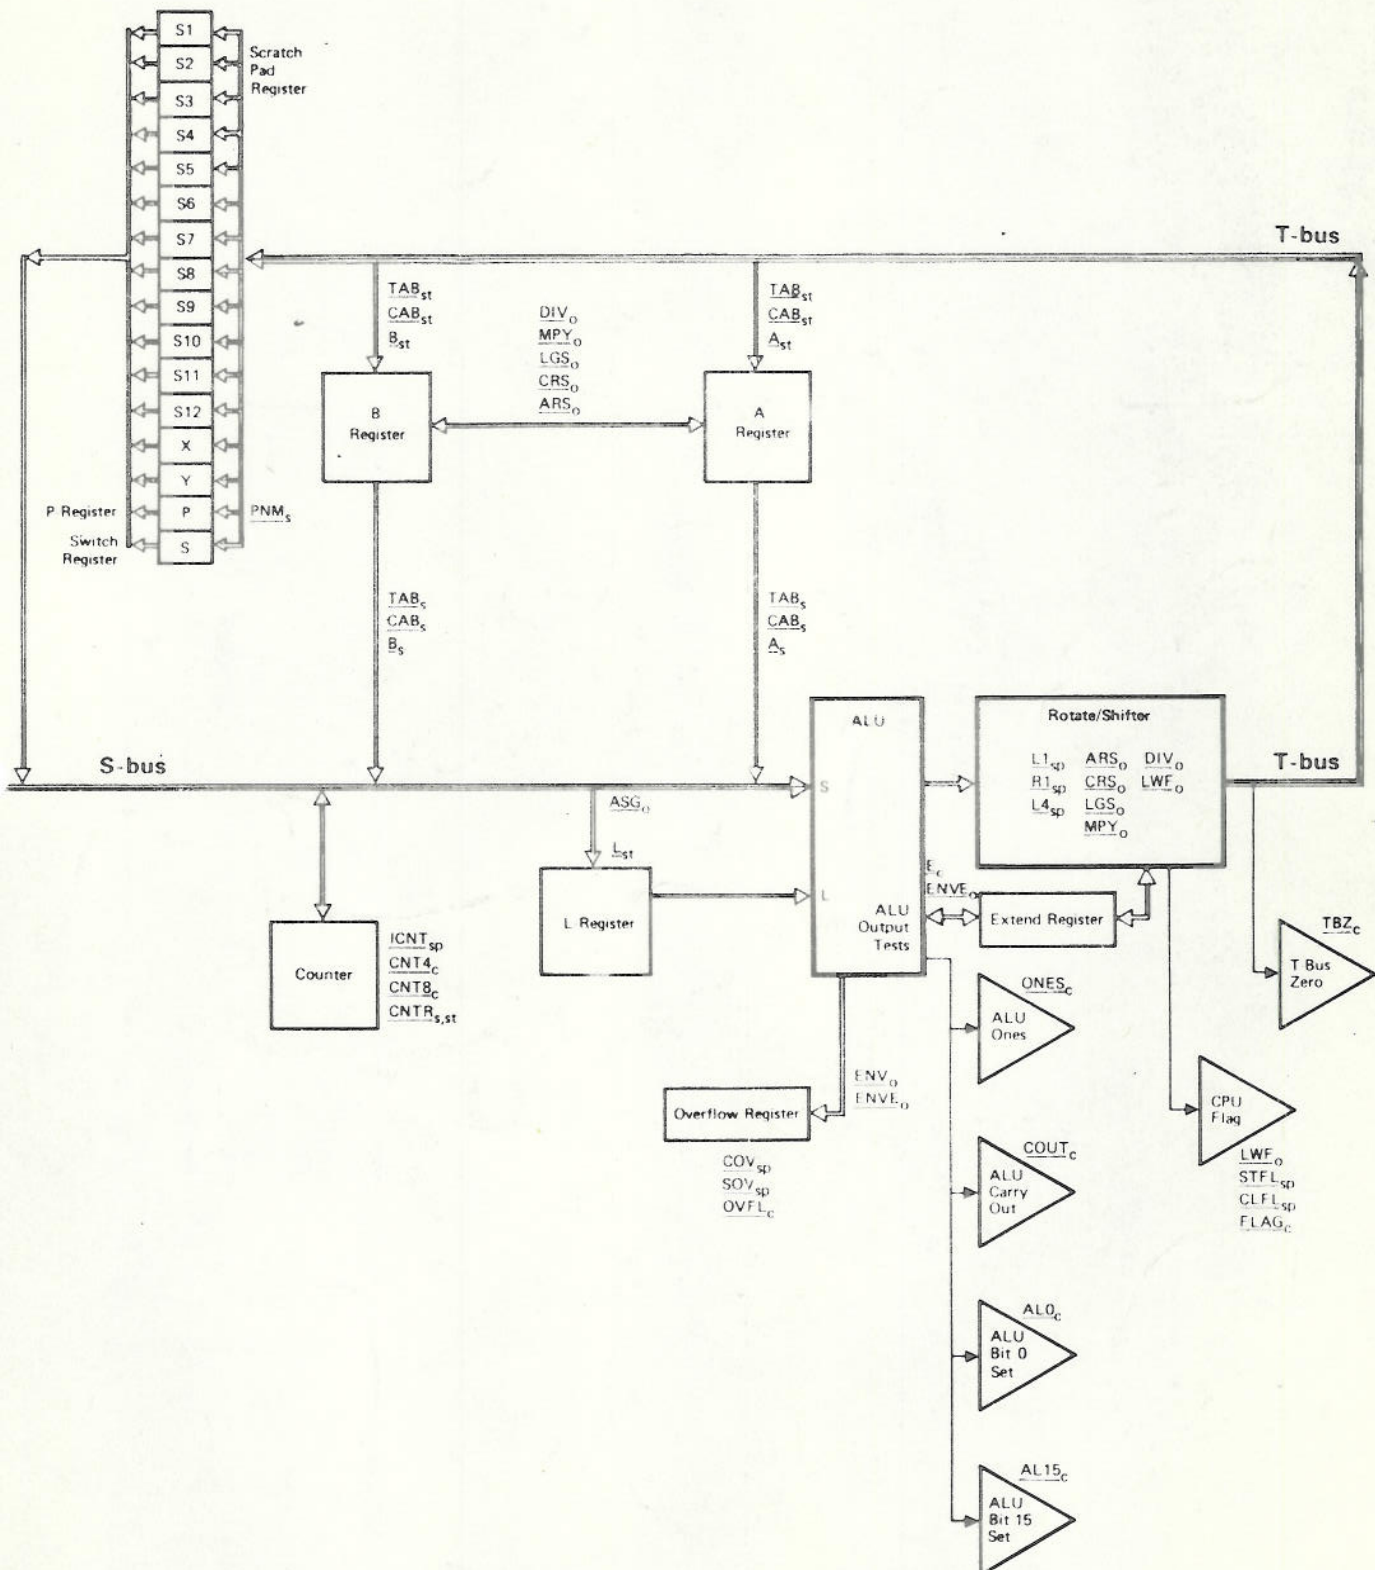 S1
S2
S3
S4
S5
S6
S7
S8
S9
S10
S11
S12
X
Y
P
S
Scratch
Pad
Register
P Register
Switch
Register
PNMs
T-bus
TABst
CABst
Bst
DIVo
MPYo
LGSo
CRSo
ARSo
TABst
CABst
Ast
B
Register
A
Register
TABs
CABs
Bs
TABs
CABs
As
S-bus
ASGo
Lst
L Register
Counter
ICNTsp
CNT4c
CNT8c
CNTRs,st
ALU
S
L
ALU
Output
Tests
Rotate/Shifter
L1sp ARSo DIVo
R1sp CRSo LWFo
L4sp LGSo
MPYo
T-bus
Ec
ENVEo
Extend Register
TBZc
T Bus
Zero
ONESc
ALU
Ones
ENVo
ENVEo
Overflow Register
COVsp
SOVsp
OVFLc
CPU
Flag
LWFo
STFLsp
CLFLsp
FLAGc
COUTc
ALU
Carry
Out
AL0c
ALU
Bit 0
Set
AL15c
ALU
Bit 15
Set